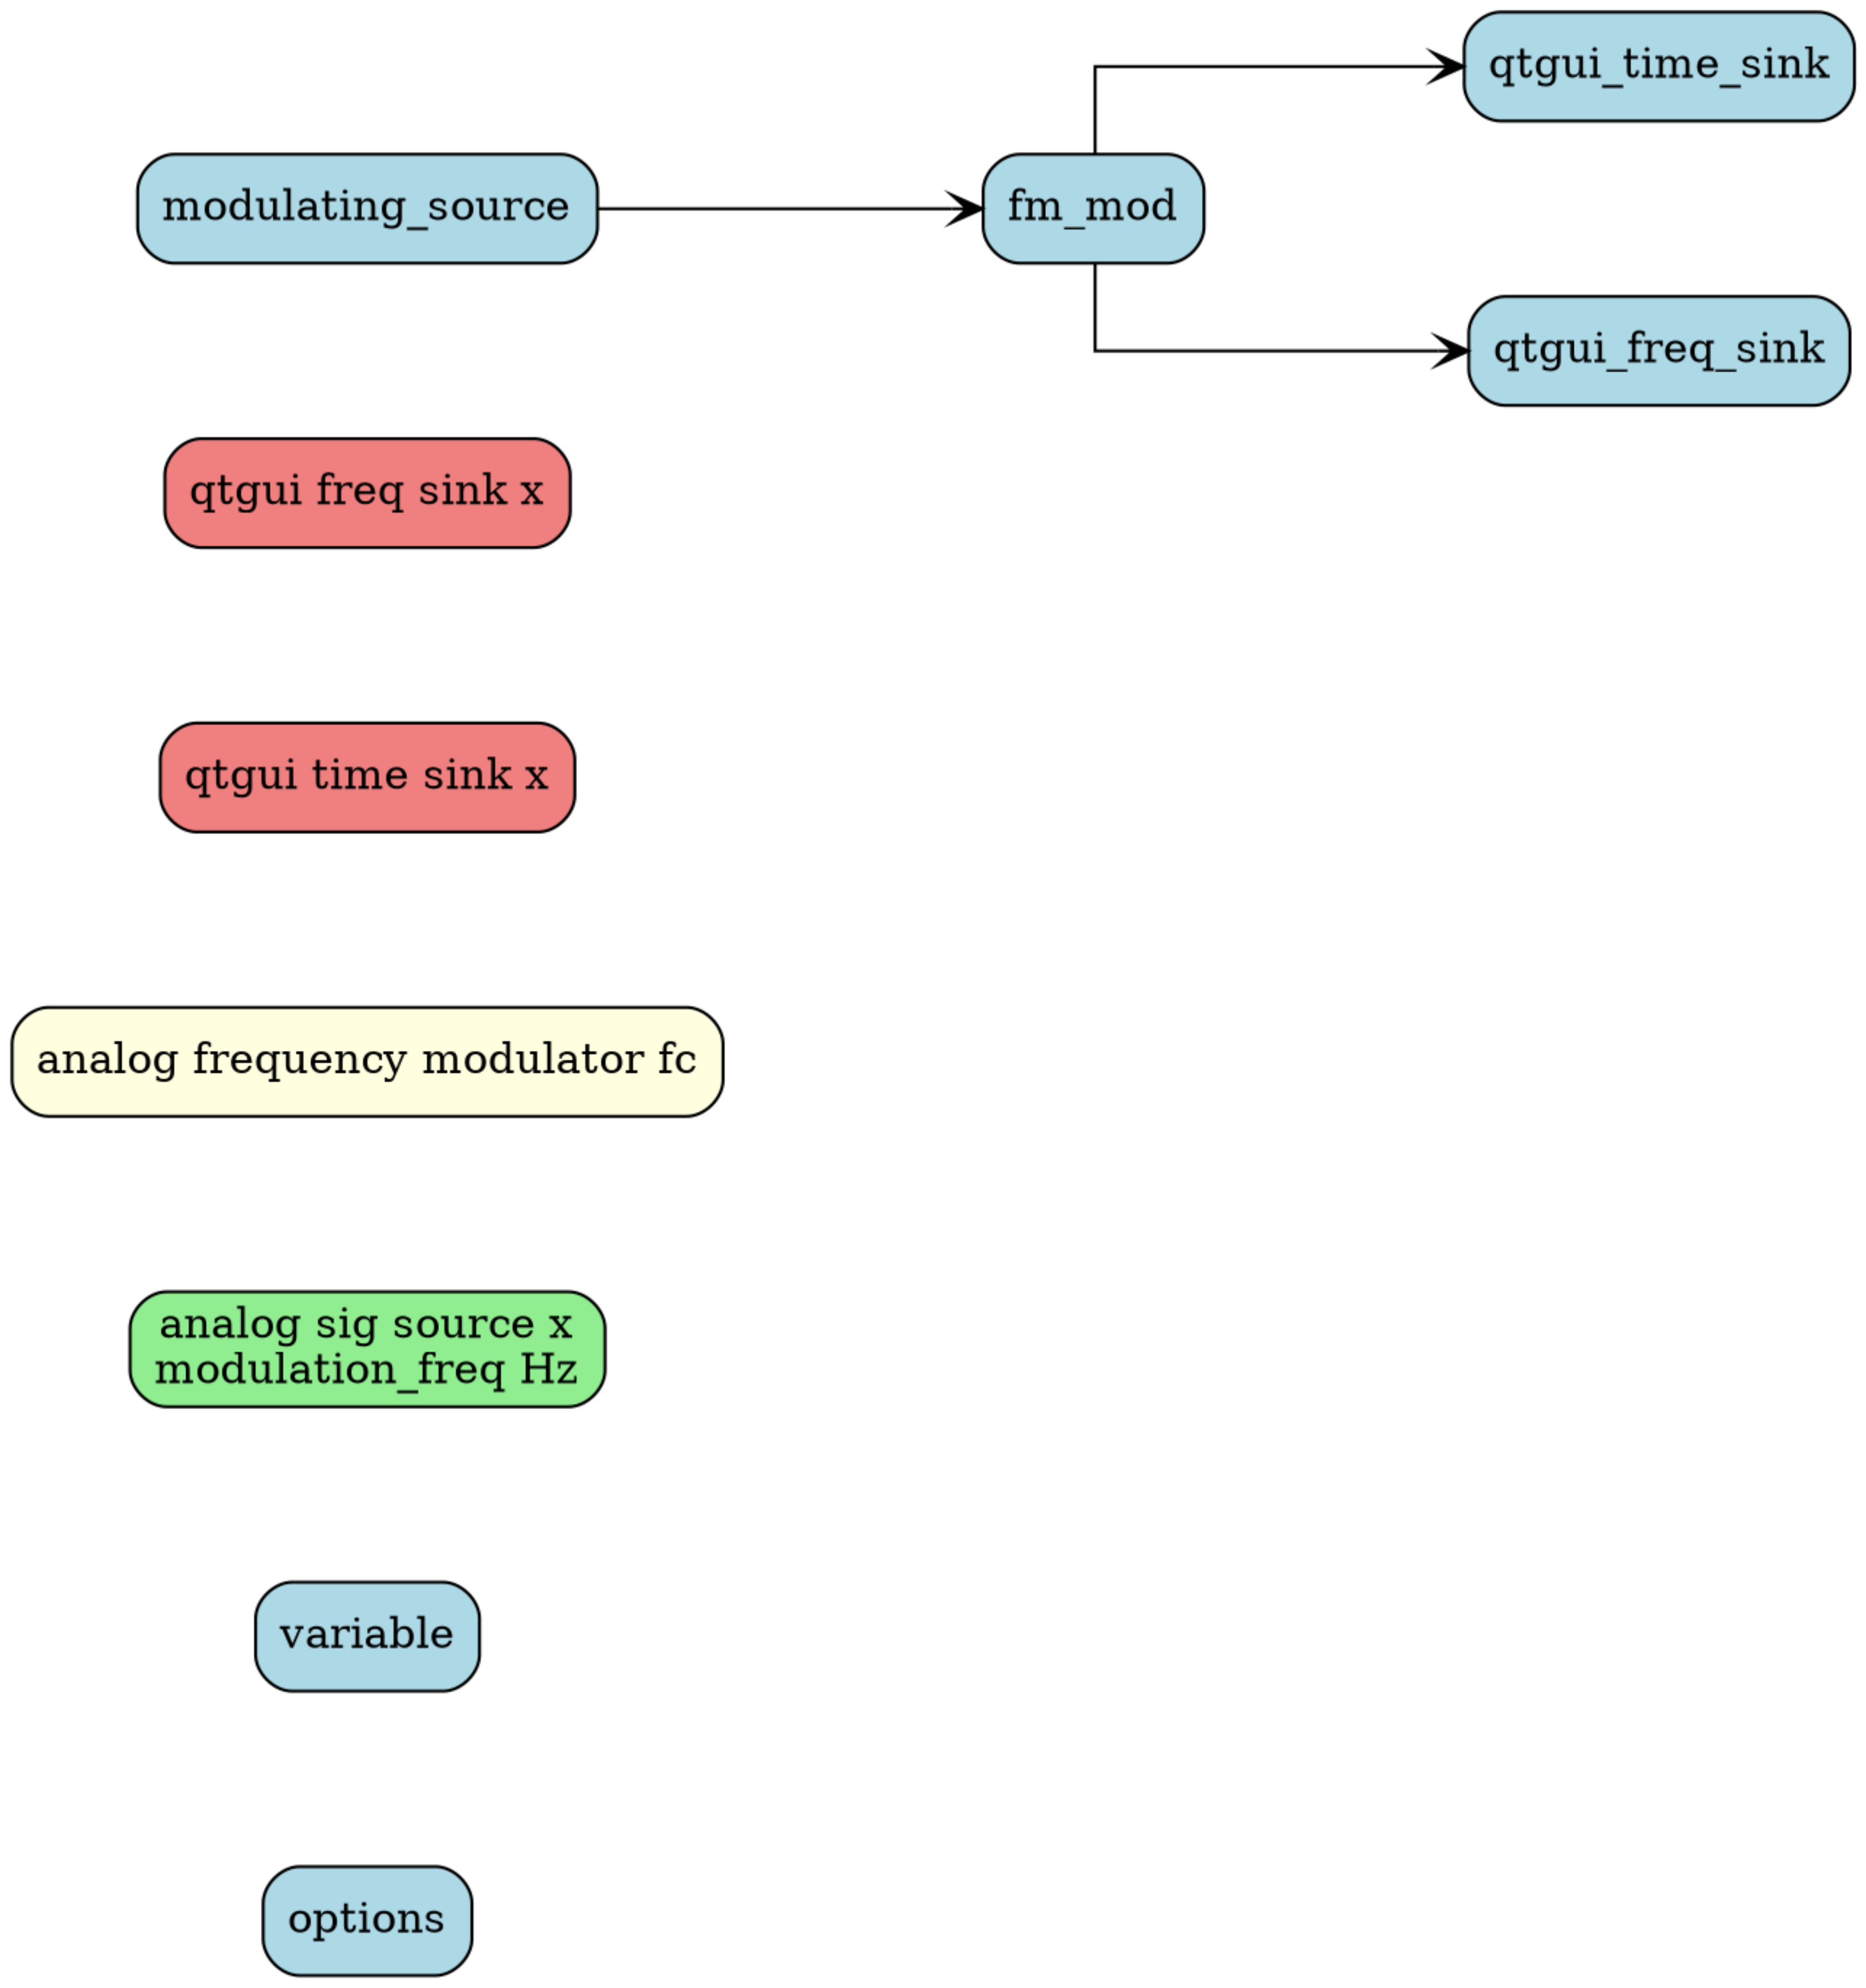 qtgui_time_sink
modulating_source
fm_mod
qtgui_freq_sink
qtgui freq sink x
qtgui time sink x
analog frequency modulator fc
analog sig source x
modulation_freq Hz
variable
options